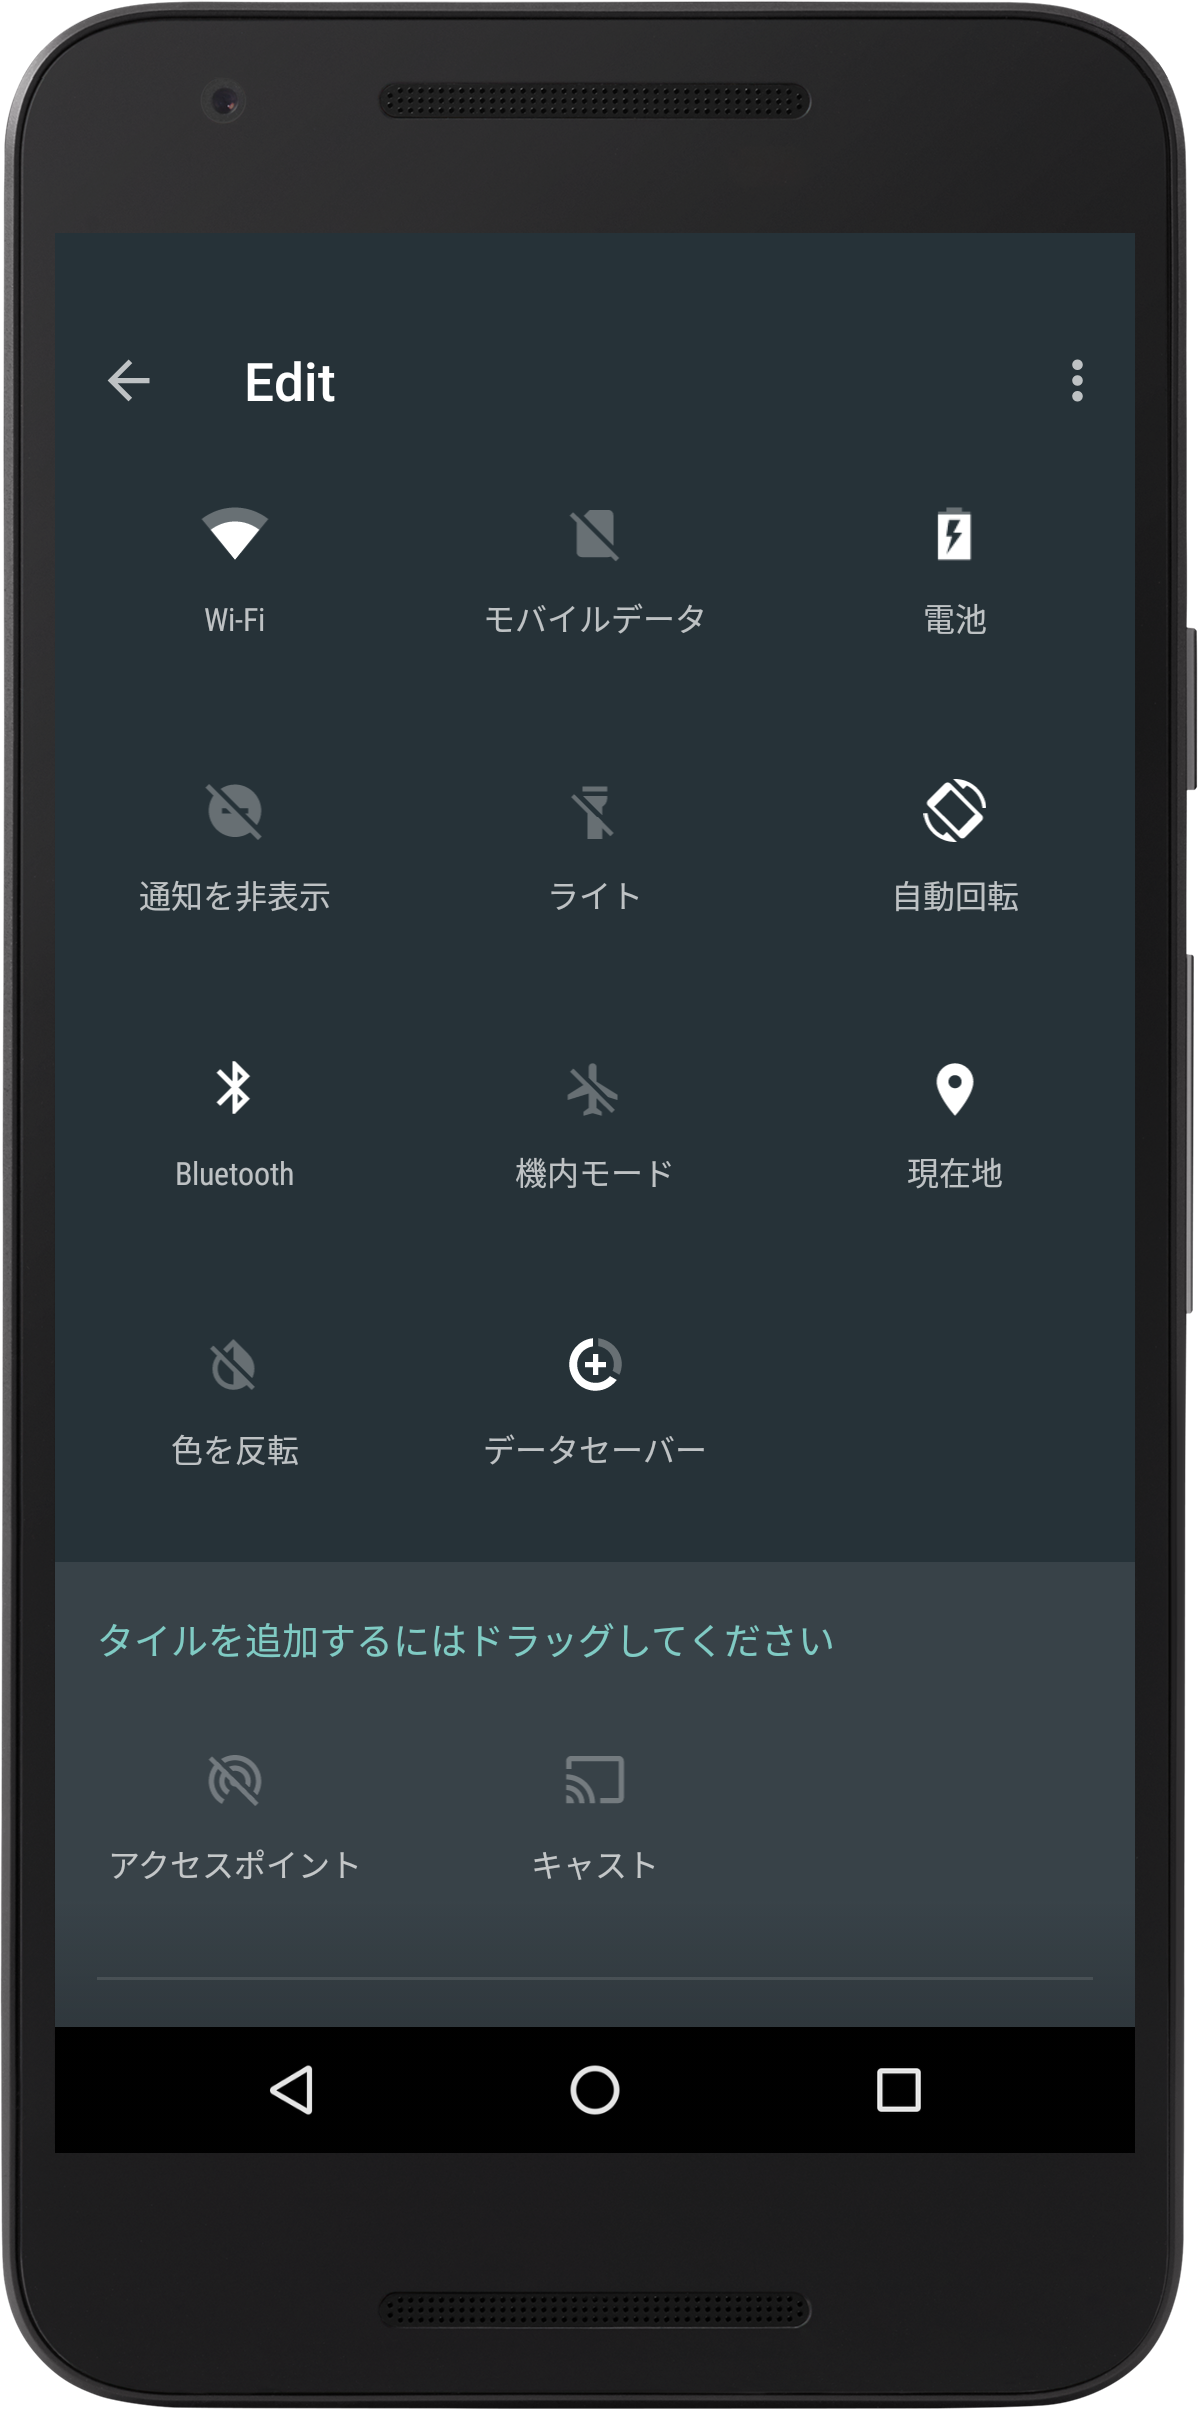 Edit
Wi-Fi
モバイルデータ
電池
通知を非表示
ライト
自動回転
Bluetooth
機内モード
現在地
色を反転
データセーバー
タイルを追加するにはドラッグしてください
アクセスポイント
キャスト